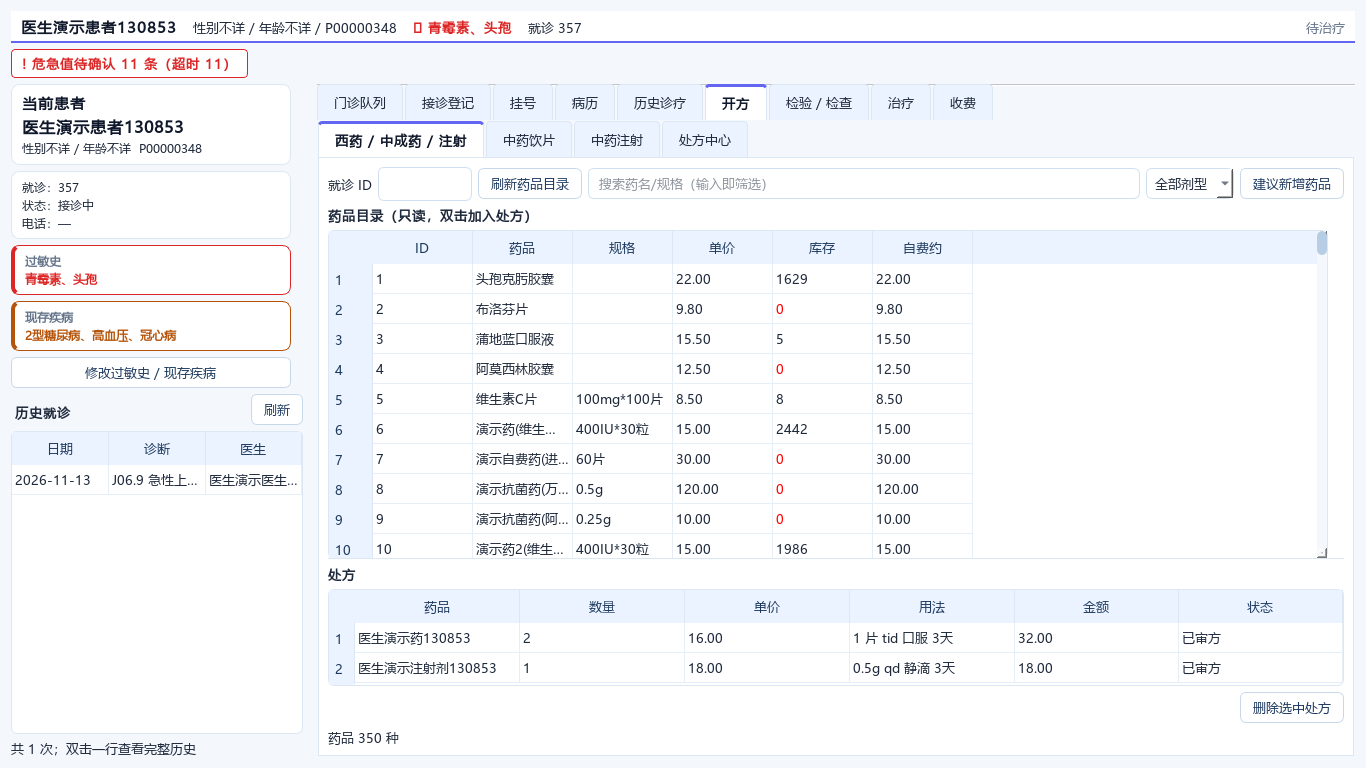 医生演示患者130853 性别不详 / 年龄不详 / P00000348 青霉素、头孢 就诊 357 待治疗
! 危急值待确认 11 条（超时 11）
当前患者
医生演示患者130853
性别不详 / 年龄不详 P00000348
就诊: 357
状态: 接诊中
电话: —
过敏史
青霉素、头孢
现存疾病
2型糖尿病、高血压、冠心病
修改过敏史 / 现存疾病
历史就诊 刷新
日期 诊断 医生
2026-11-13 J06.9 急性上... 医生演示医生...
共 1 次；双击一行查看完整历史
门诊队列 接诊登记 挂号 病历 历史诊疗 开方 检验 / 检查 治疗 收费
西药 / 中成药 / 注射 中药饮片 中药注射 处方中心
就诊 ID 刷新药品目录 搜索药名/规格（输入即筛选） 全部剂型 建议新增药品
药品目录（只读，双击加入处方）
ID 药品 规格 单价 库存 自费约
1 1 头孢克肟胶囊 22.00 1629 22.00
2 2 布洛芬片 9.80 0 9.80
3 3 蒲地蓝口服液 15.50 5 15.50
4 4 阿莫西林胶囊 12.50 0 12.50
5 5 维生素C片 100mg*100片 8.50 8 8.50
6 6 演示药(维生... 400IU*30粒 15.00 2442 15.00
7 7 演示自费药(进... 60片 30.00 0 30.00
8 8 演示抗菌药(万... 0.5g 120.00 0 120.00
9 9 演示抗菌药(阿... 0.25g 10.00 0 10.00
10 10 演示药2(维生... 400IU*30粒 15.00 1986 15.00
处方
药品 数量 单价 用法 金额 状态
1 医生演示药130853 2 16.00 1 片 tid 口服 3天 32.00 已审方
2 医生演示注射剂130853 1 18.00 0.5g qd 静滴 3天 18.00 已审方
删除选中处方
药品 350 种